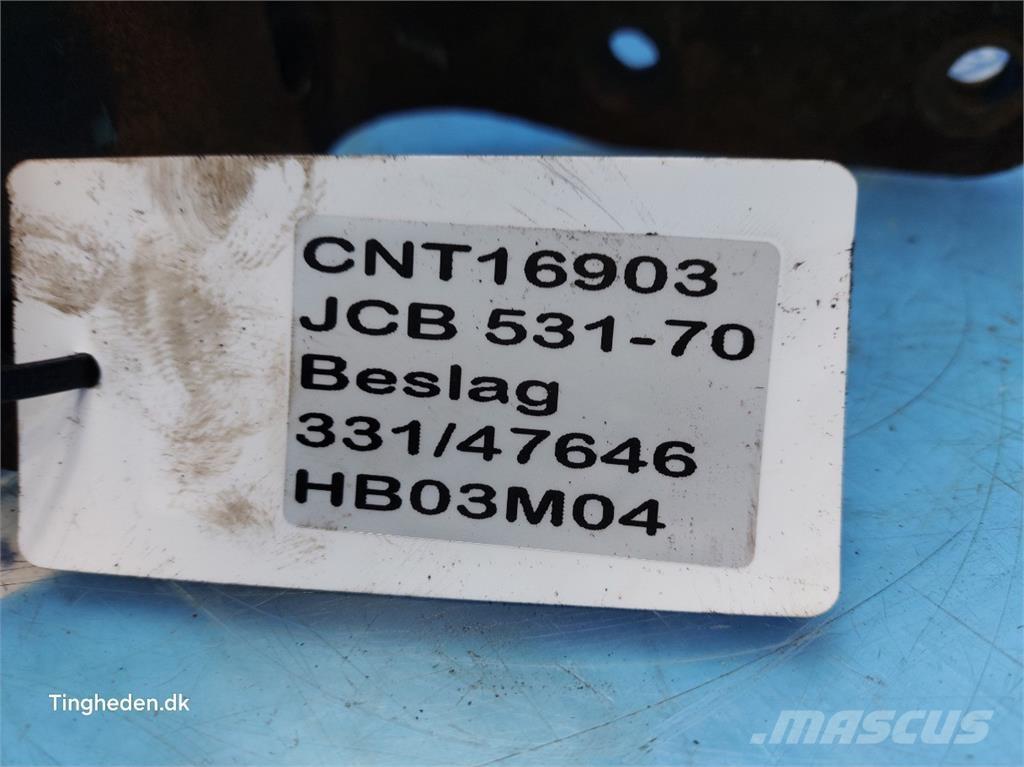 CNT16903
JCB 531-70
Beslag
331/47646
HB03M04
Tingheden.dk
MASCUS